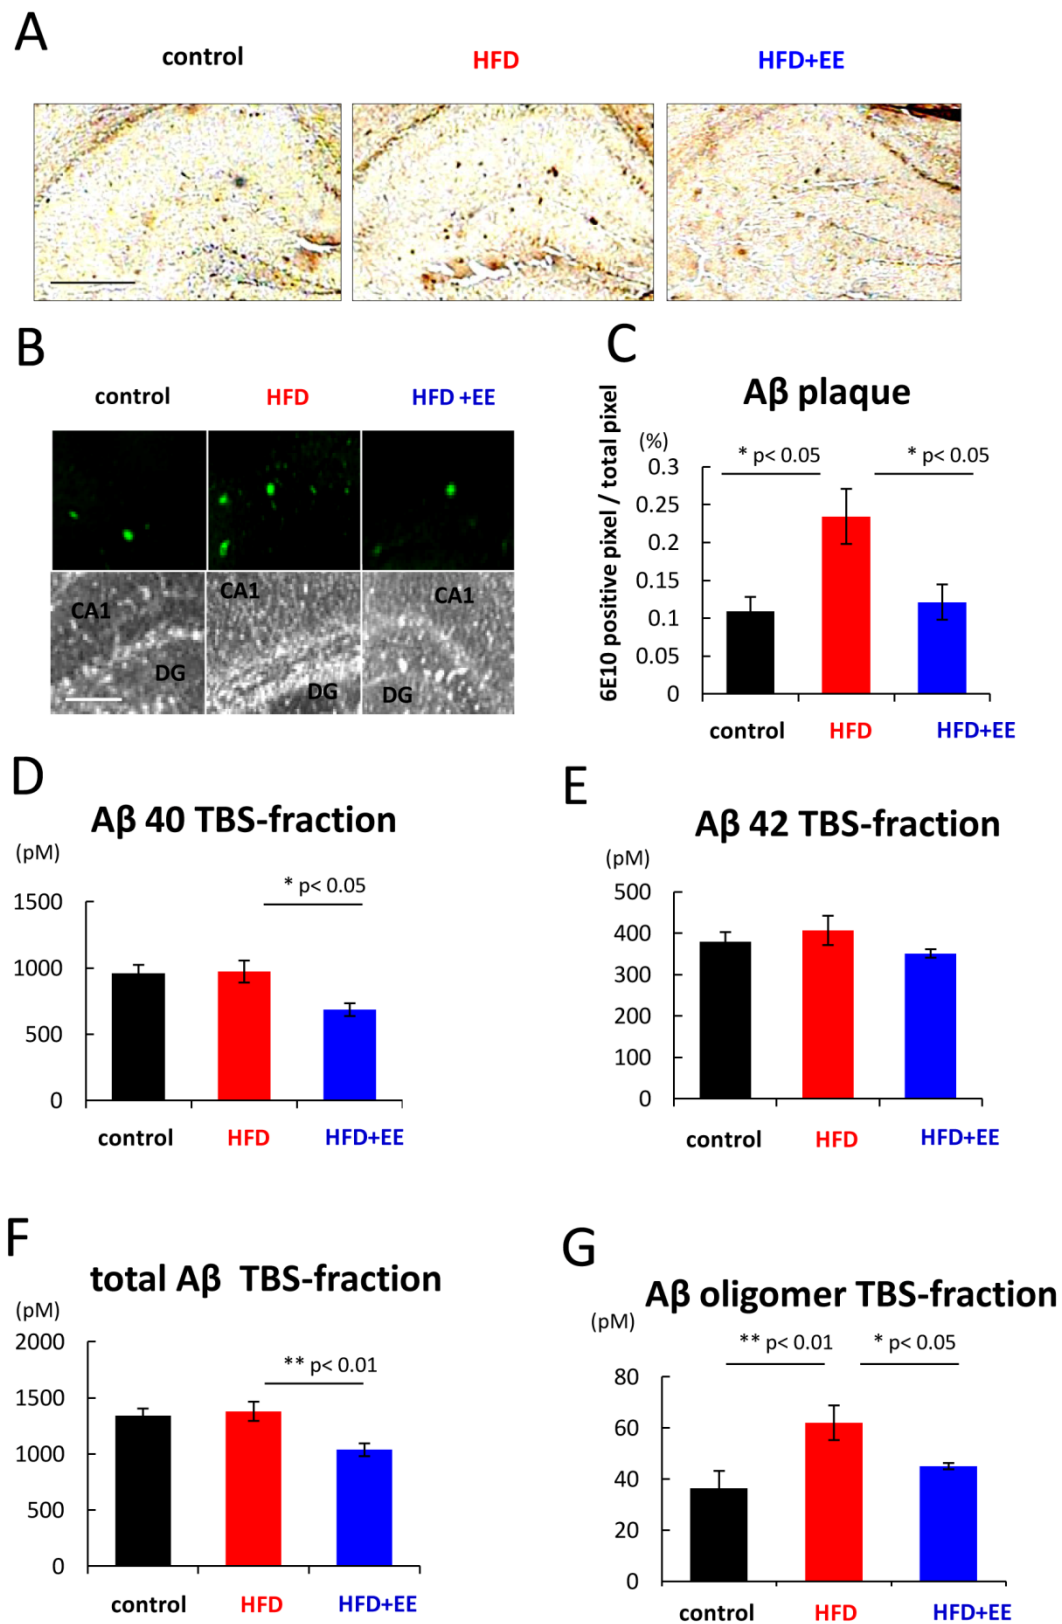 A
control HFD HFD+EE
B
control HFD HFD +EE
CA1 CA1 CA1
DG DG DG
C
Aβ plaque
(%)
6E10 positive pixel / total pixel
* p< 0.05 * p< 0.05
0.3
0.25
0.2
0.15
0.1
0.05
0
control HFD HFD+EE
D
Aβ 40 TBS-fraction
(pM)
* p< 0.05
1500
1000
500
0
control HFD HFD+EE
E
Aβ 42 TBS-fraction
(pM)
500
400
300
200
100
0
control HFD HFD+EE
F
total Aβ TBS-fraction
(pM)
** p< 0.01
2000
1500
1000
500
0
control HFD HFD+EE
G
Aβ oligomer TBS-fraction
(pM)
** p< 0.01 * p< 0.05
80
60
40
20
0
control HFD HFD+EE